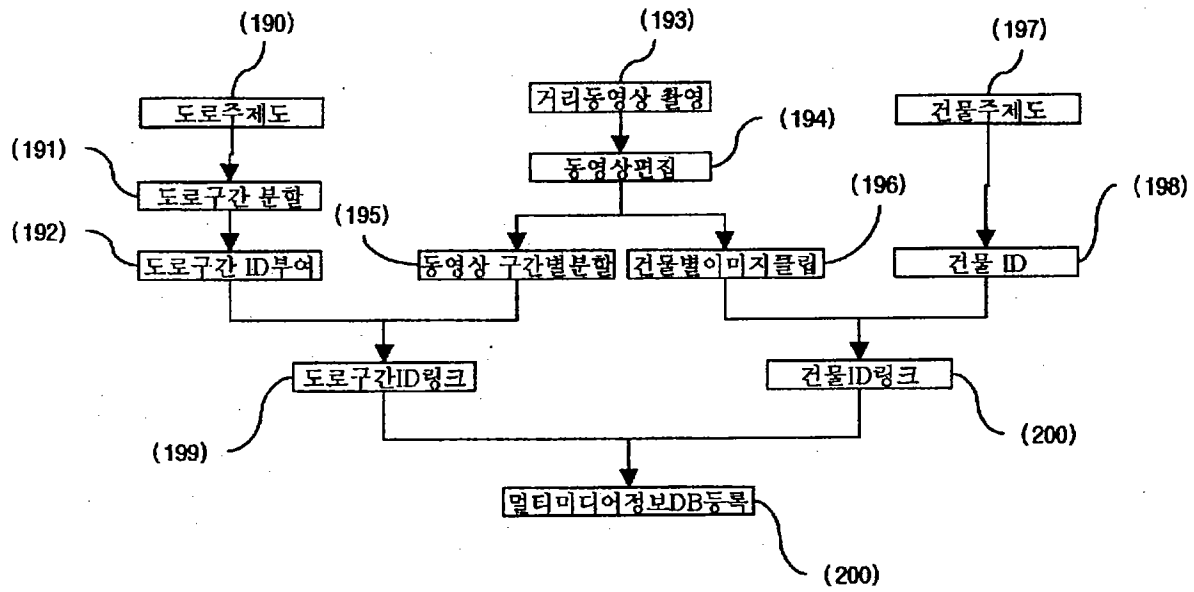 (190)
(193)
(197)
도로주제도
거리동영상 촬영
건물주제도
(191)
(194)
도로구간 분할
동영상편집
(196)
(198)
(192)
(195)
도로구간 ID부여
동영상 구간별분할
건물별이미지클립
건물 ID
도로구간ID링크
건물ID링크
(199)
(200)
멀티미디어정보DB등록
(200)